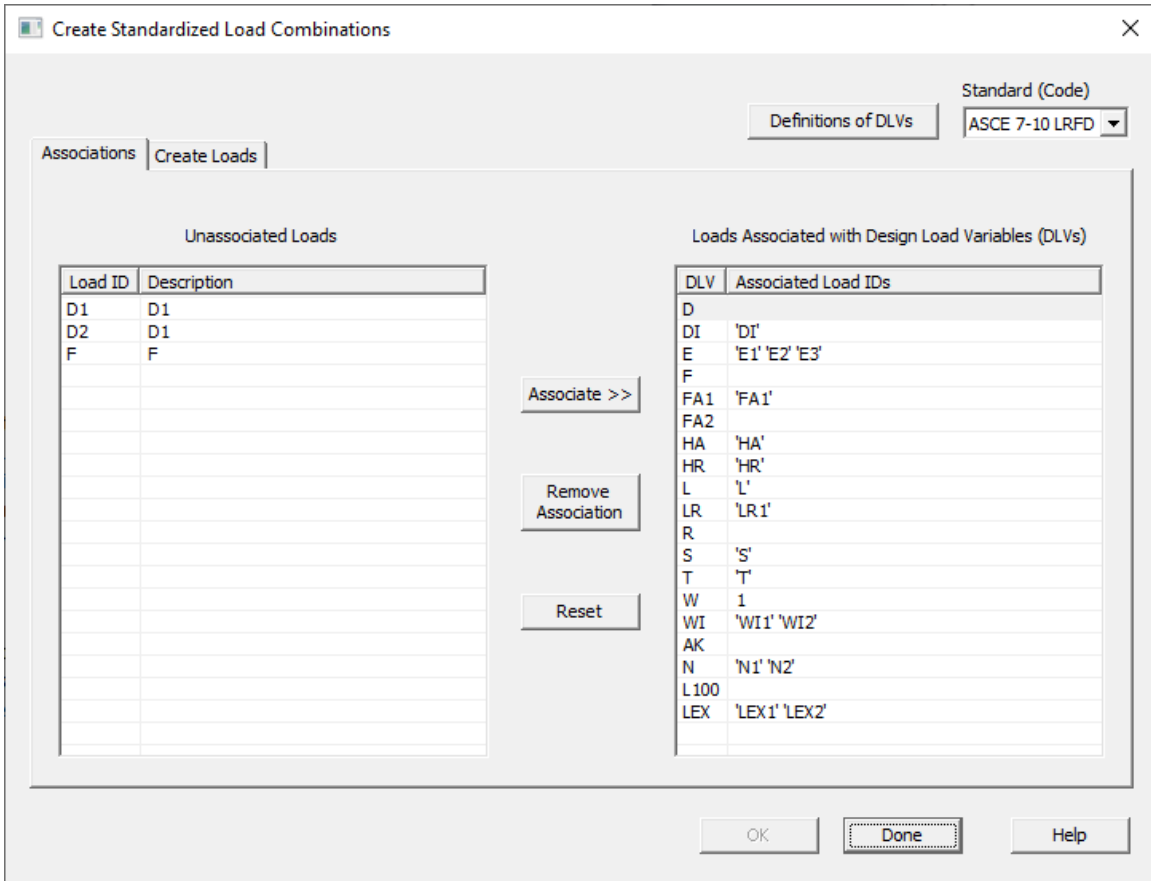 Create Standardized Load Combinations
Standard (Code)
Definitions of DLVs
ASCE 7-10 LRFD
Associations
Create Loads
Unassociated Loads
Load ID Description
D1 D1
D2 D1
F F
Associate >>
Remove
Association
Reset
Loads Associated with Design Load Variables (DLVs)
DLV Associated Load IDs
D
DI 'DI'
E 'E1' 'E2' 'E3'
F
FA1 'FA1'
FA2
HA 'HA'
HR 'HR'
L 'L'
LR 'LR1'
R
S 'S'
T 'T'
W 1
WI 'WI1' 'WI2'
AK
N 'N1' 'N2'
L100
LEX 'LEX1' 'LEX2'
OK
Done
Help